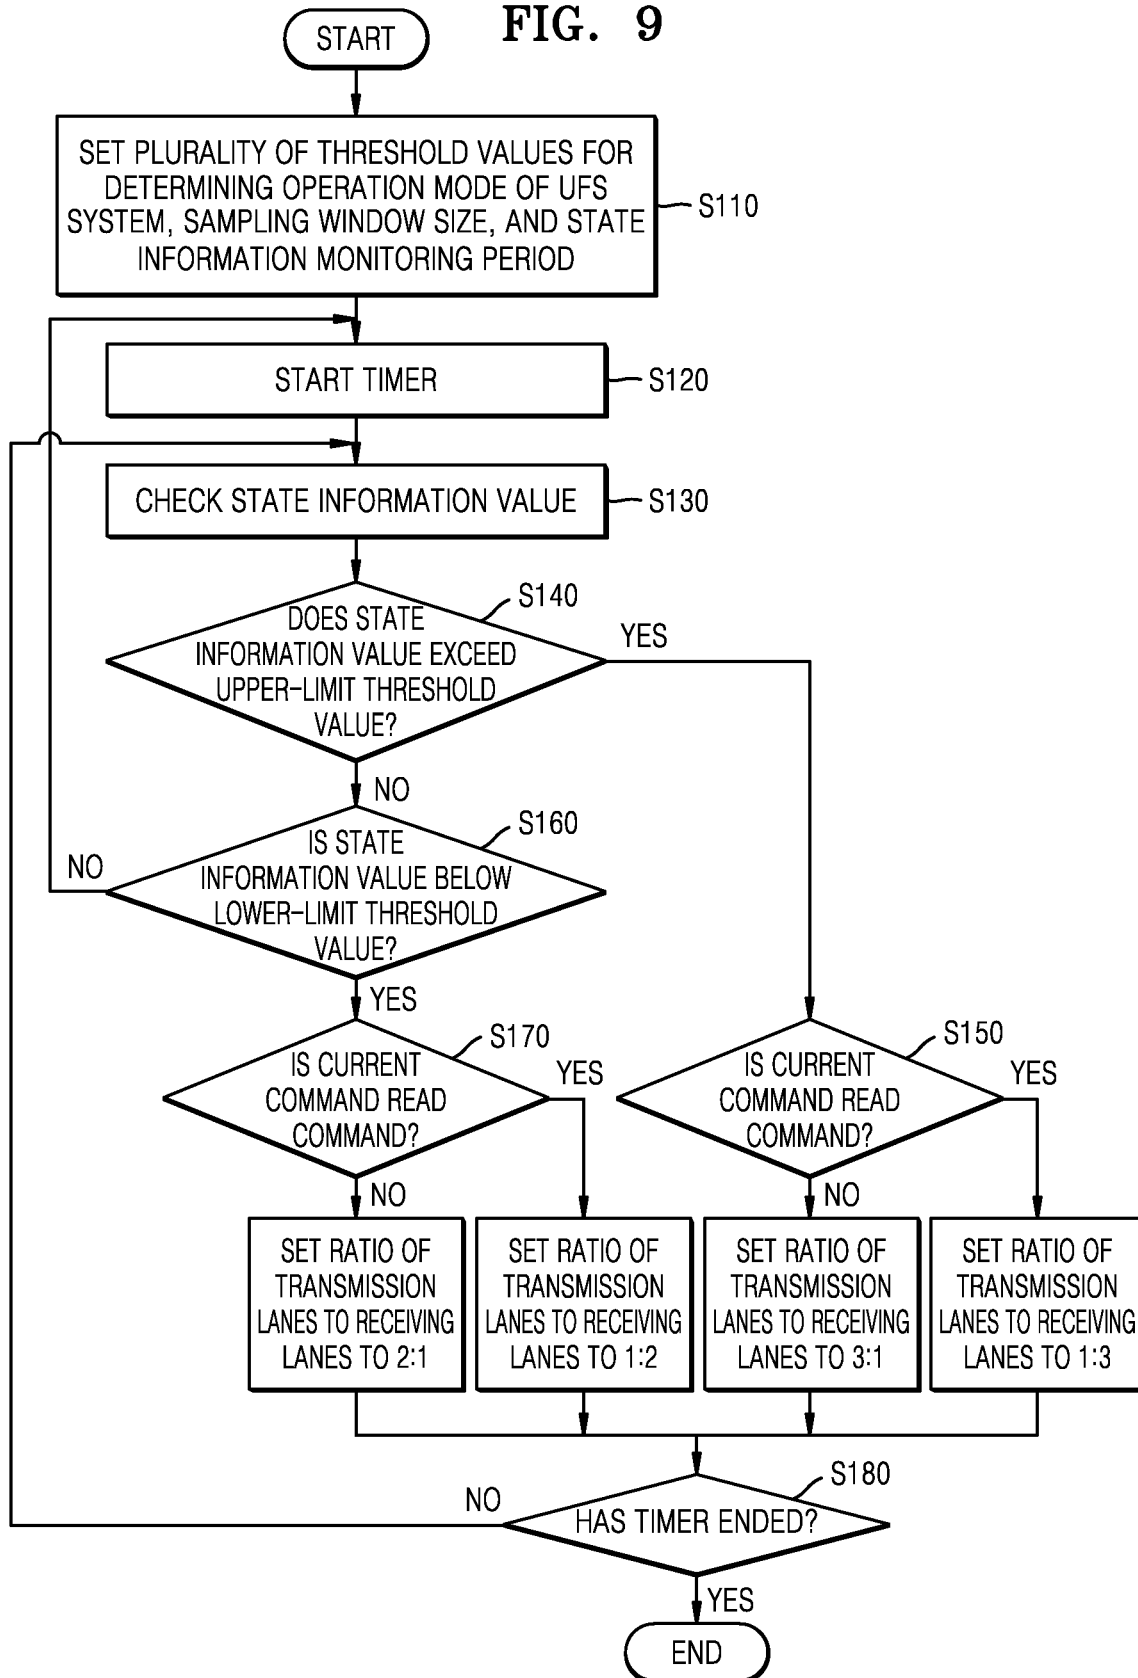 FIG. 9
START
SET PLURALITY OF THRESHOLD VALUES FOR
DETERMINING OPERATION MODE OF UFS
SYSTEM, SAMPLING WINDOW SIZE, AND STATE
INFORMATION MONITORING PERIOD
S110
START TIMER
S120
CHECK STATE INFORMATION VALUE
S130
S140
DOES STATE
INFORMATION VALUE EXCEED
UPPER-LIMIT THRESHOLD
VALUE?
YES
NO
S160
IS STATE
INFORMATION VALUE BELOW
LOWER-LIMIT THRESHOLD
VALUE?
NO
YES
S170
IS CURRENT
COMMAND READ
COMMAND?
YES
NO
S150
IS CURRENT
COMMAND READ
COMMAND?
YES
NO
SET RATIO OF
TRANSMISSION
LANES TO RECEIVING
LANES TO 2:1
SET RATIO OF
TRANSMISSION
LANES TO RECEIVING
LANES TO 1:2
SET RATIO OF
TRANSMISSION
LANES TO RECEIVING
LANES TO 3:1
SET RATIO OF
TRANSMISSION
LANES TO RECEIVING
LANES TO 1:3
S180
HAS TIMER ENDED?
NO
YES
END